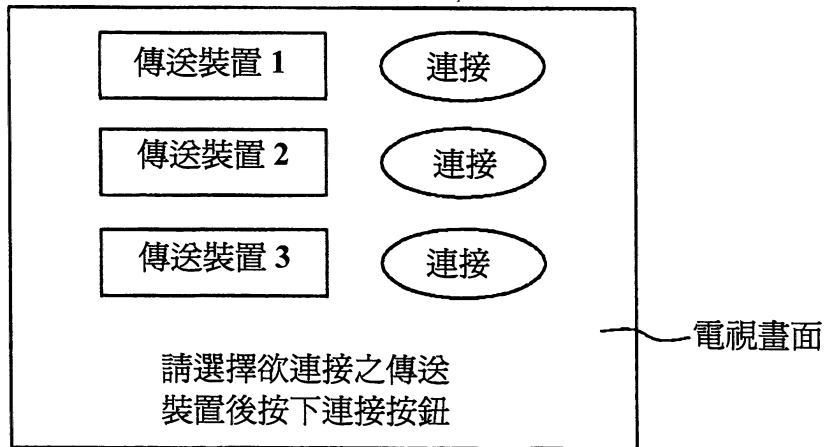 傳送裝置 1 連接
傳送裝置 2 連接
傳送裝置 3 連接
電視畫面
請選擇欲連接之傳送
裝置後按下連接按鈕